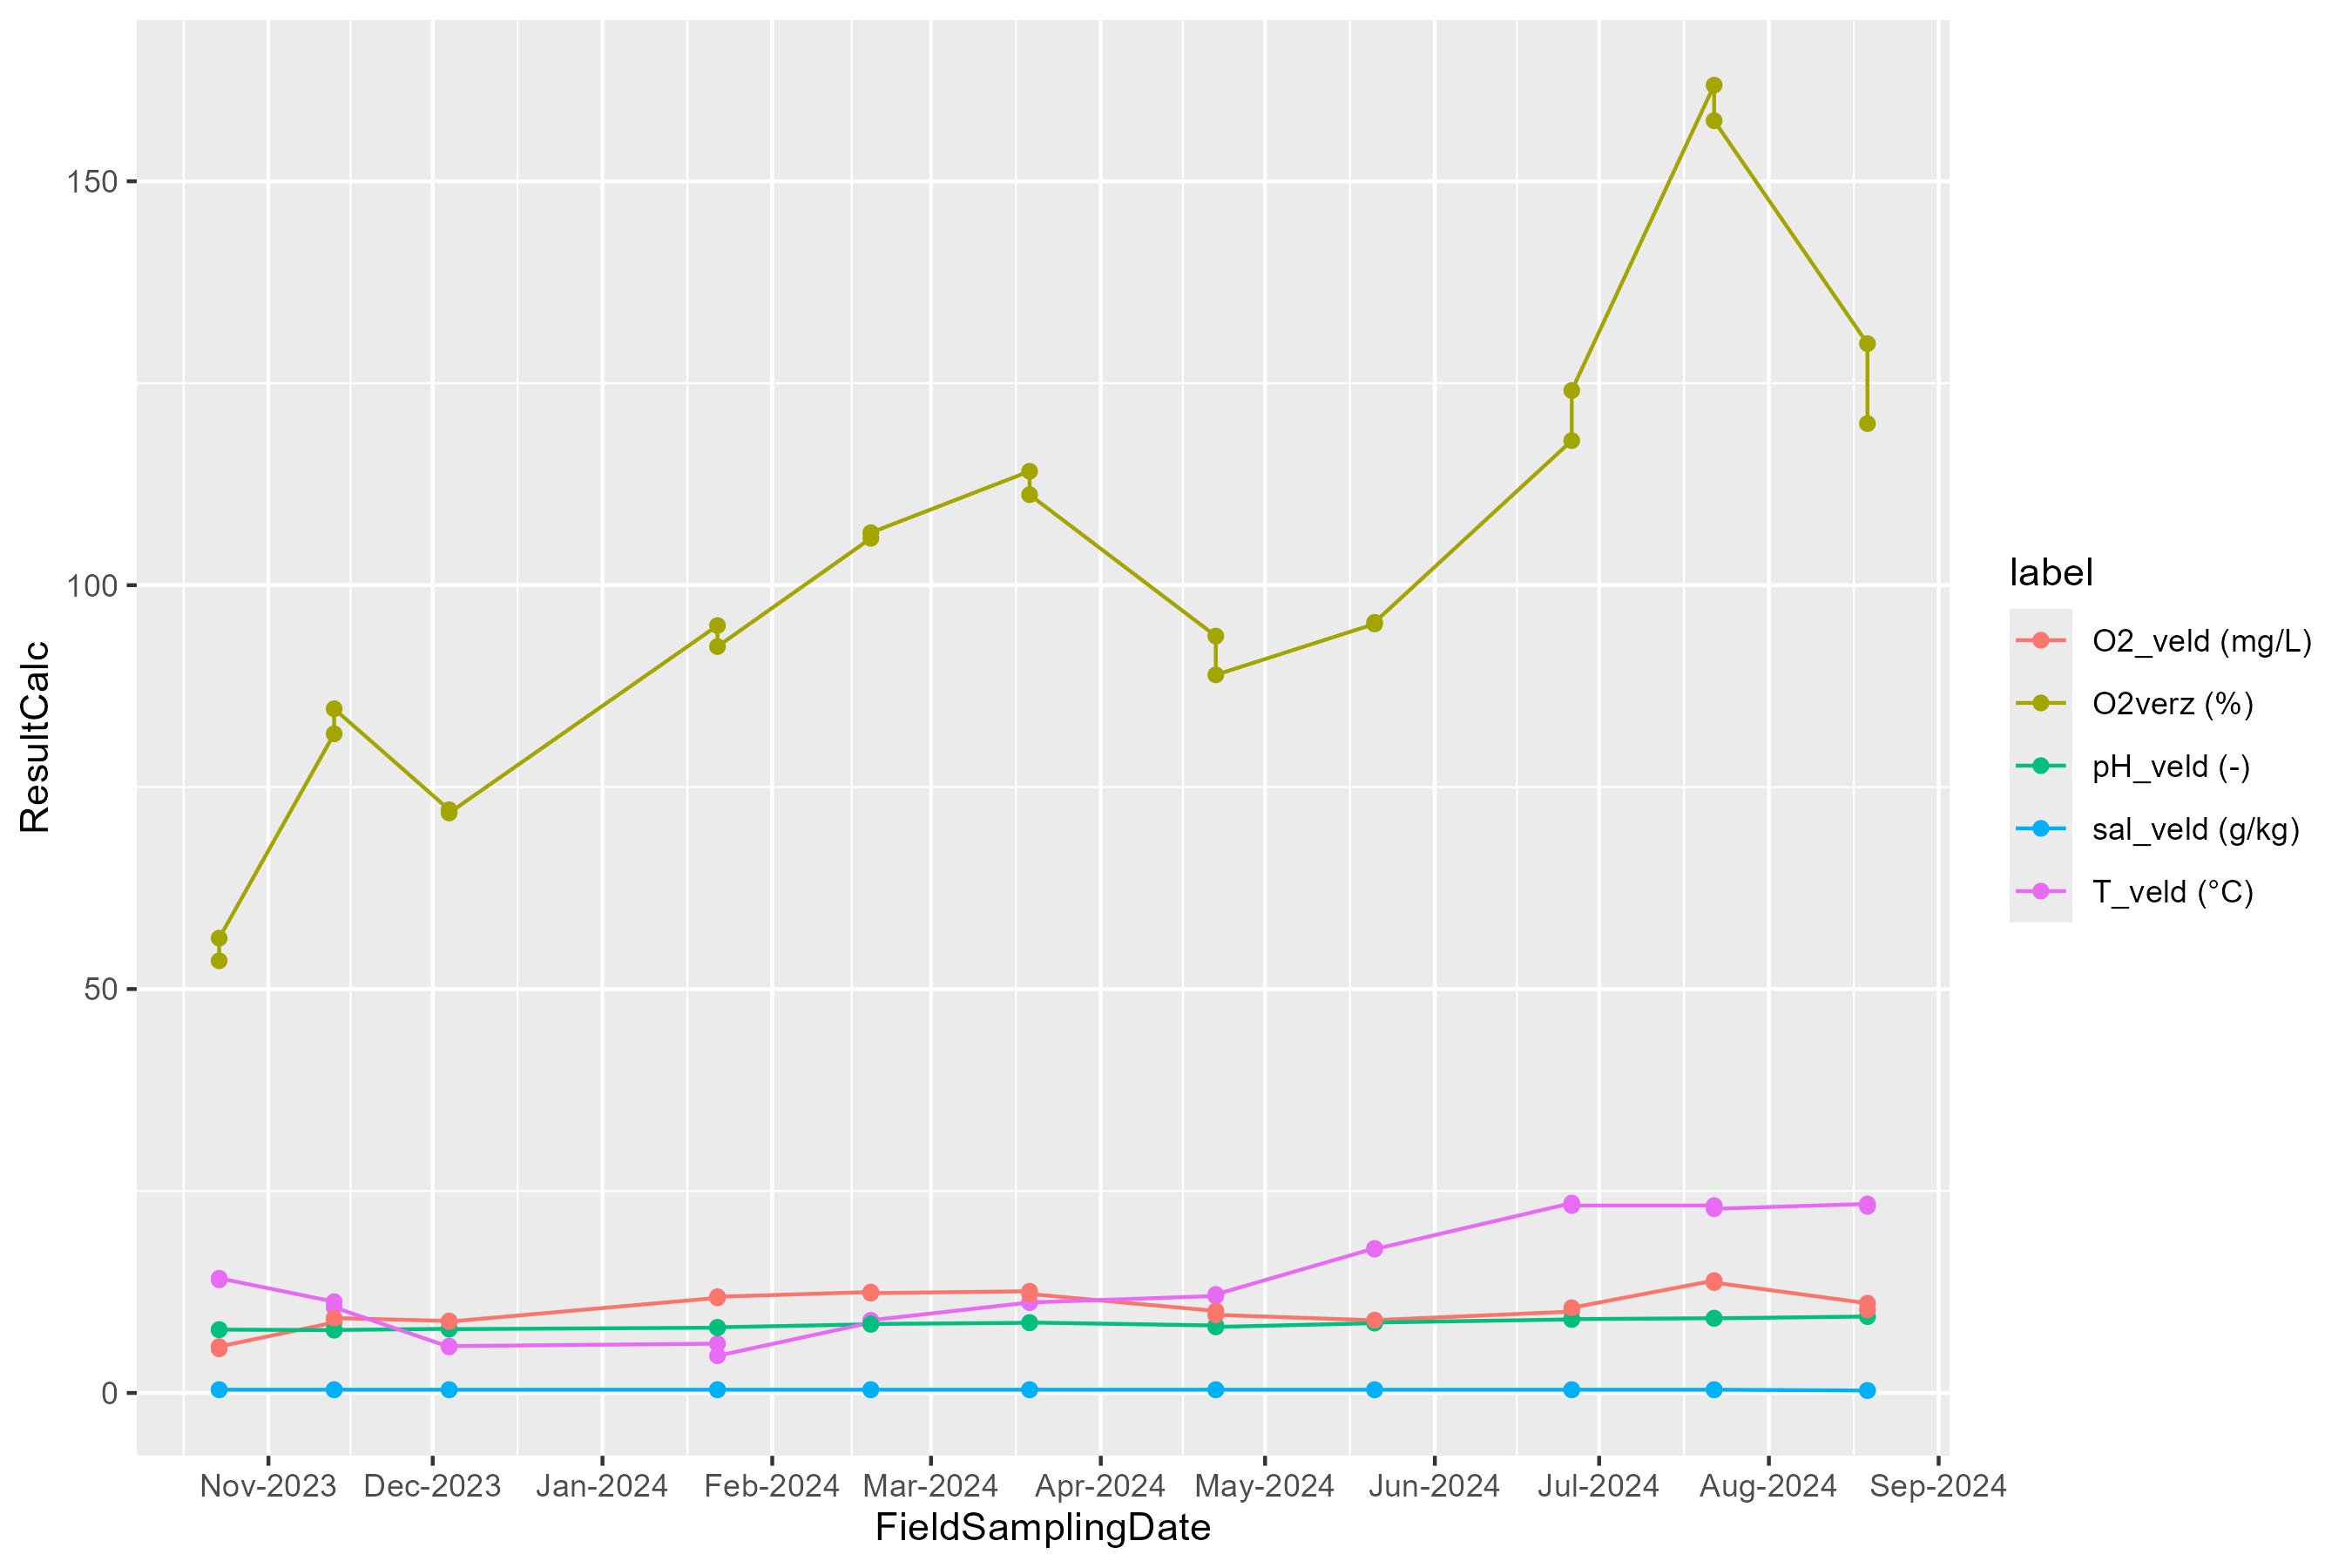 150
100
50
0
ResultCalc
Nov-2023 Dec-2023 Jan-2024 Feb-2024 Mar-2024 Apr-2024 May-2024 Jun-2024 Jul-2024 Aug-2024 Sep-2024
FieldSamplingDate
label
O2_veld (mg/L)
O2verz (%)
pH_veld (-)
sal_veld (g/kg)
T_veld (°C)